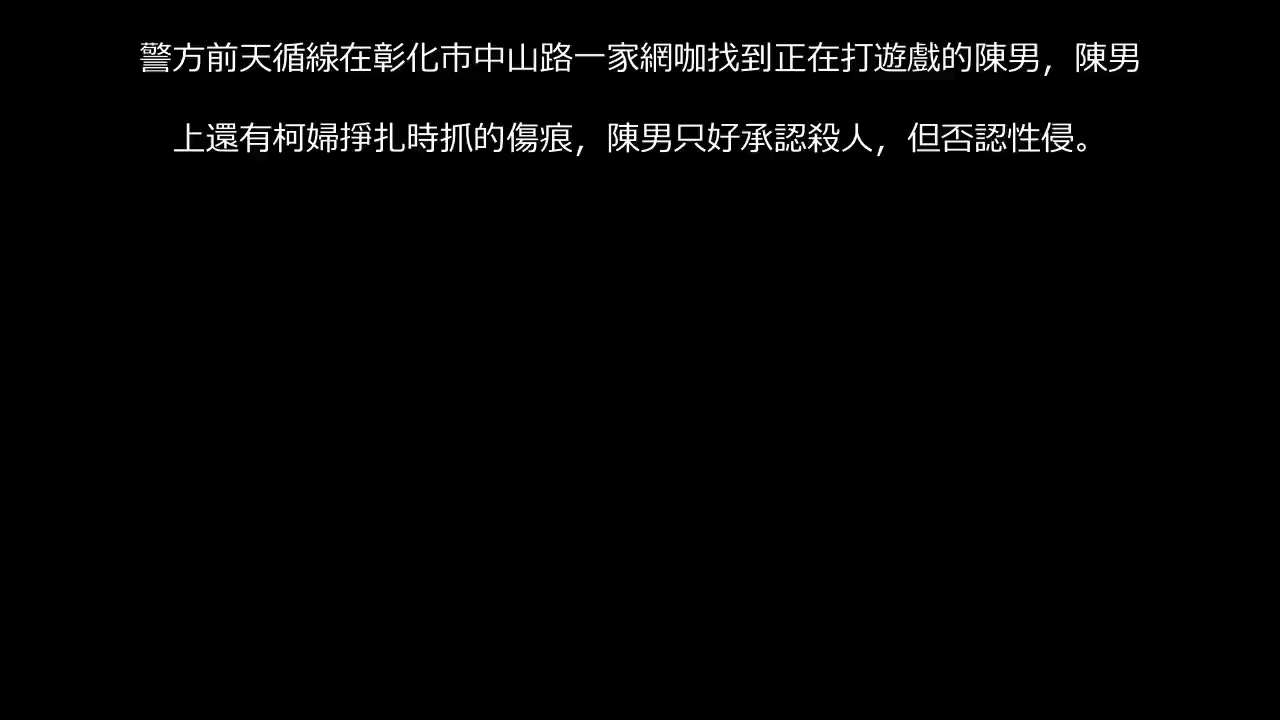 警方前天循線在彰化市中山路一家網咖找到正在打遊戲的陳男，陳男
上還有柯婦掙扎時抓的傷痕，陳男只好承認殺人，但否認性侵。